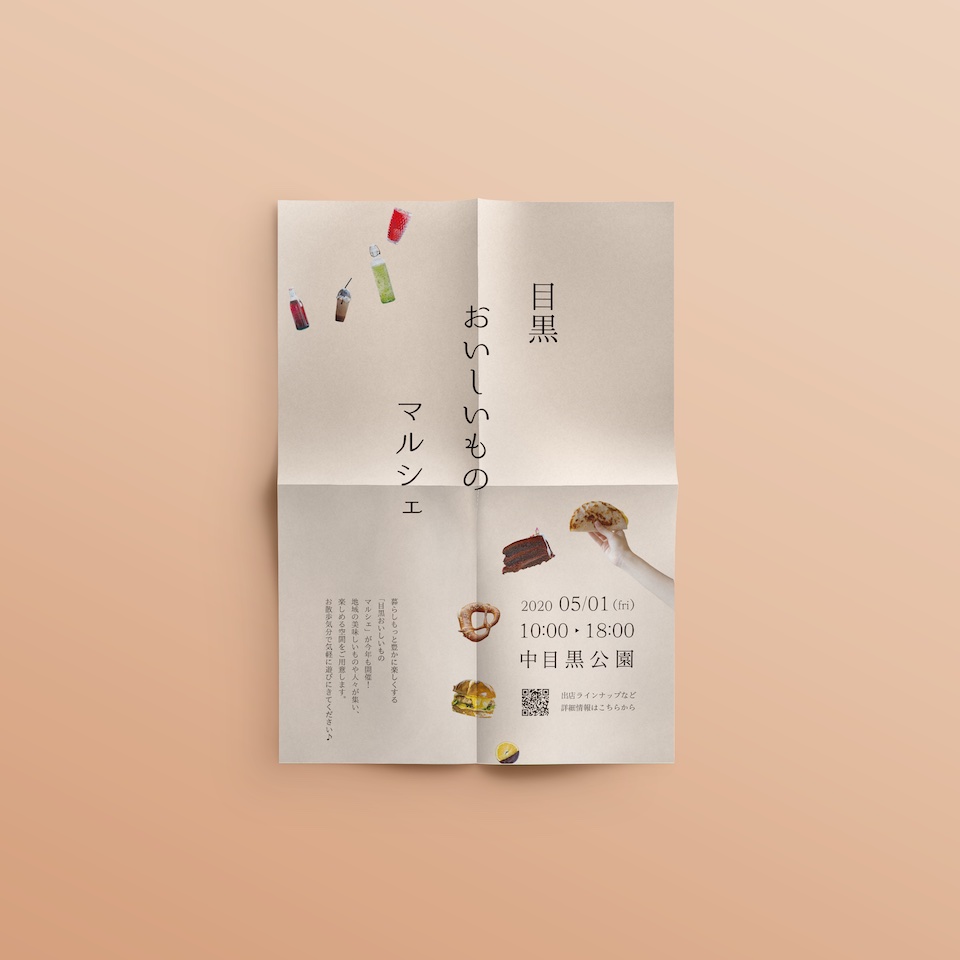 目黒
おいしいもの
マルシェ
暮らしもっと豊かに楽しくする
「目黒おいしいもの
マルシェ」が今年も開催！
地域の美味しいものや人々が集い、
楽しめる空間をご用意します。
お散歩気分で気軽に遊びにきてください♪
2020 05/01(fri)
10:00▸18:00
中目黒公園
出店ラインナップなど
詳細情報はこちらから